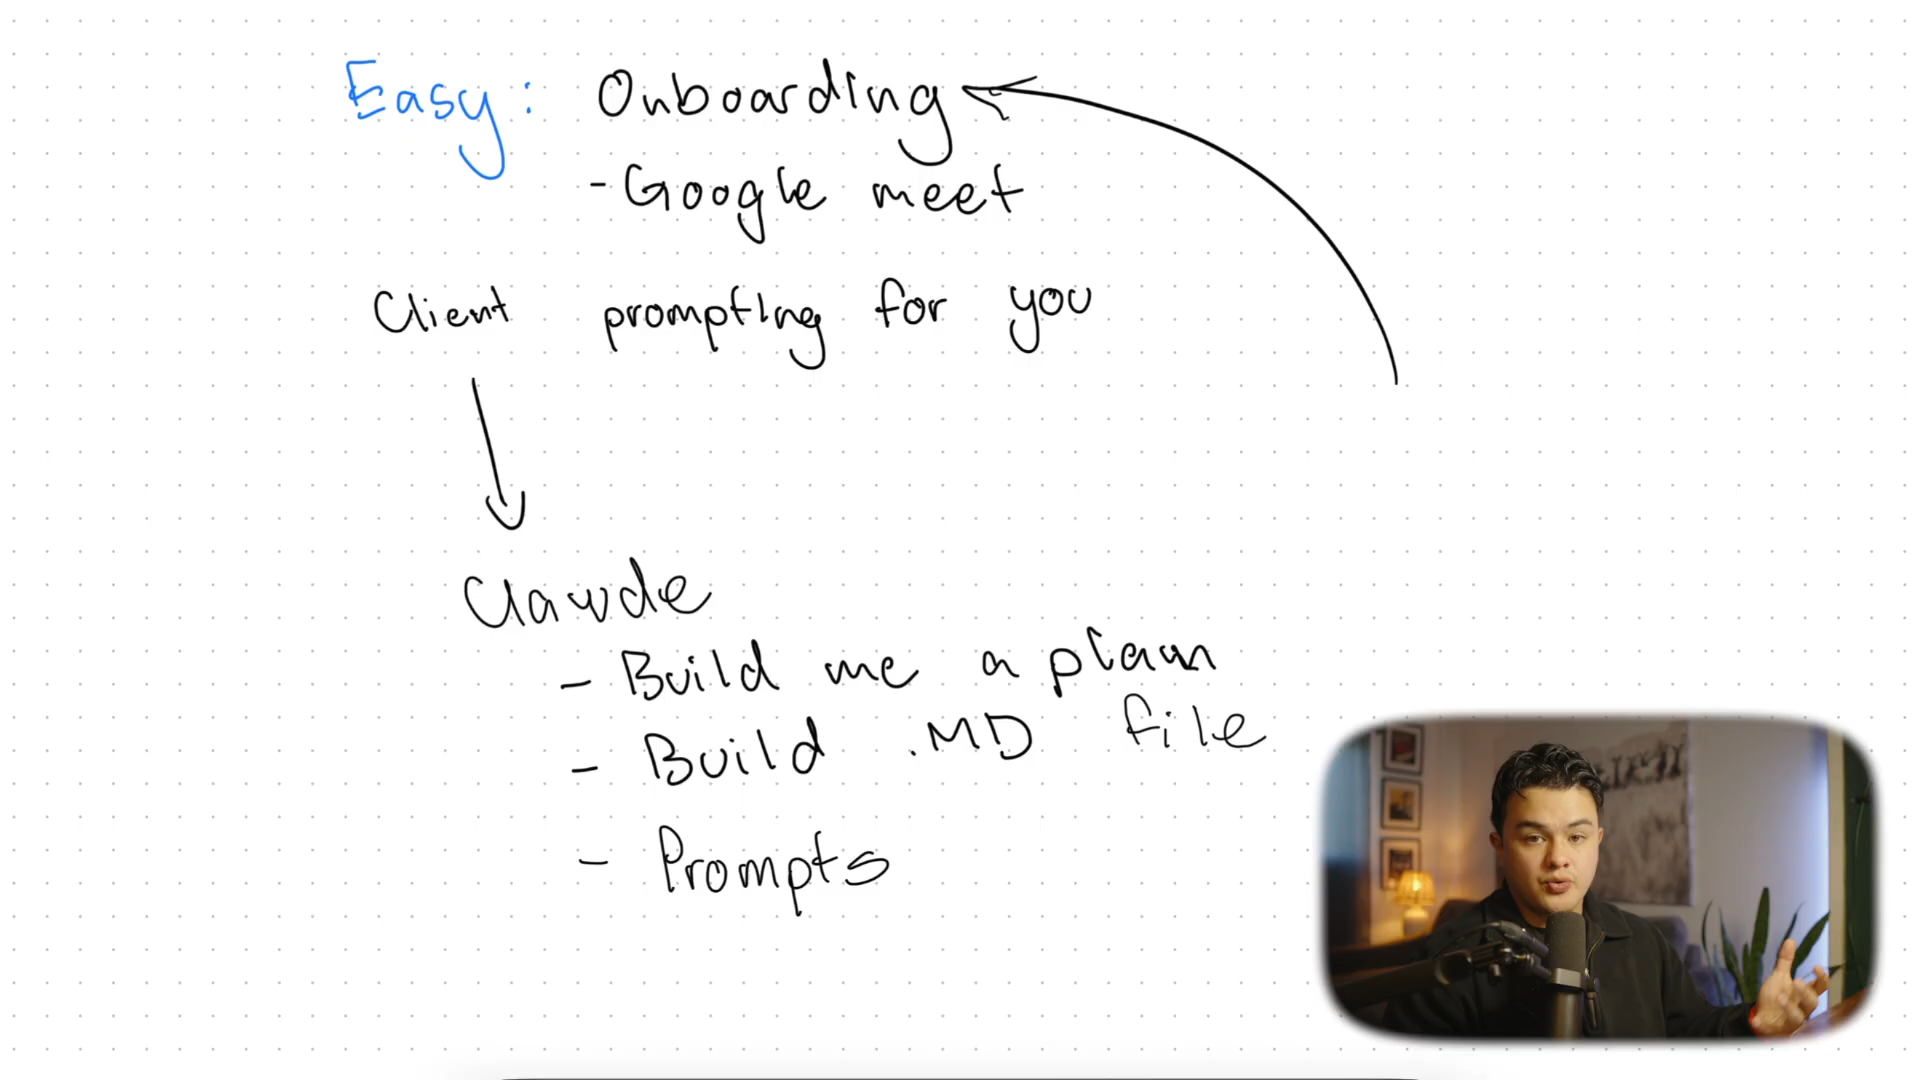 Easy: Onboarding
- Google meet
Client prompting for you
Claude
- Build me a plan
- Build .MD file
- Prompts